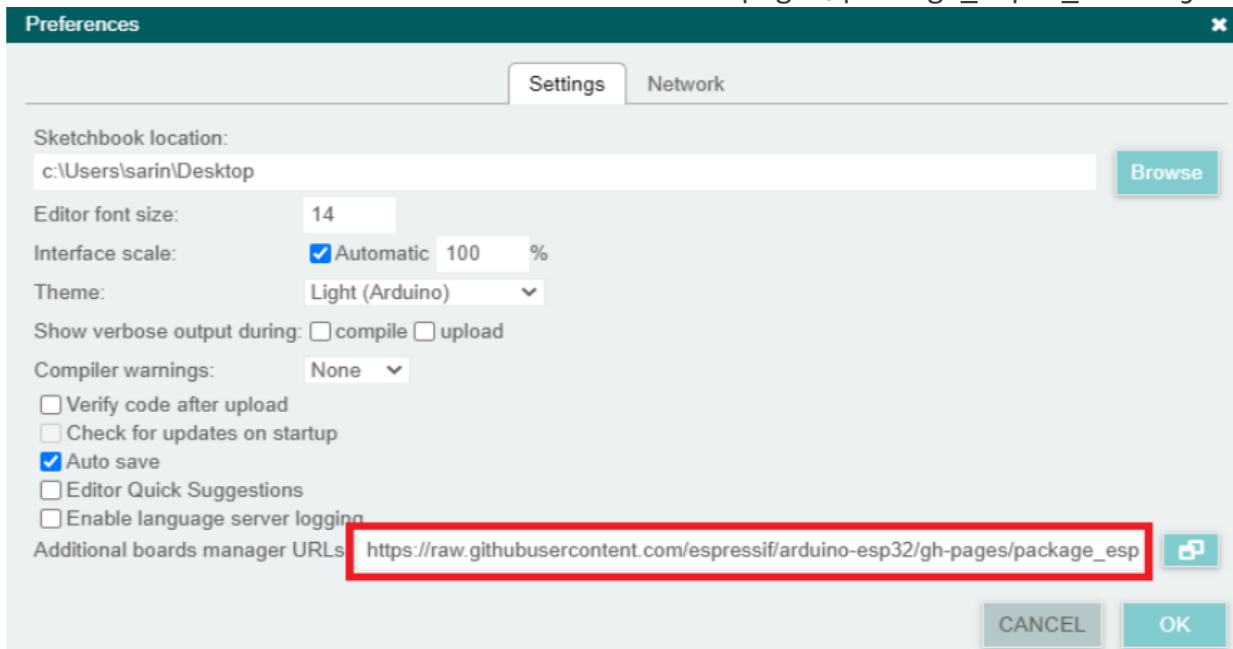 Preferences
Settings Network
Sketchbook location:
c:\Users\sarin\Desktop Browse
Editor font size: 14
Interface scale: Automatic 100 %
Theme: Light (Arduino)
Show verbose output during: compile upload
Compiler warnings: None
Verify code after upload
Check for updates on startup
Auto save
Editor Quick Suggestions
Enable language server logging
Additional boards manager URLs https://raw.githubusercontent.com/espressif/arduino-esp32/gh-pages/package_esp
CANCEL OK